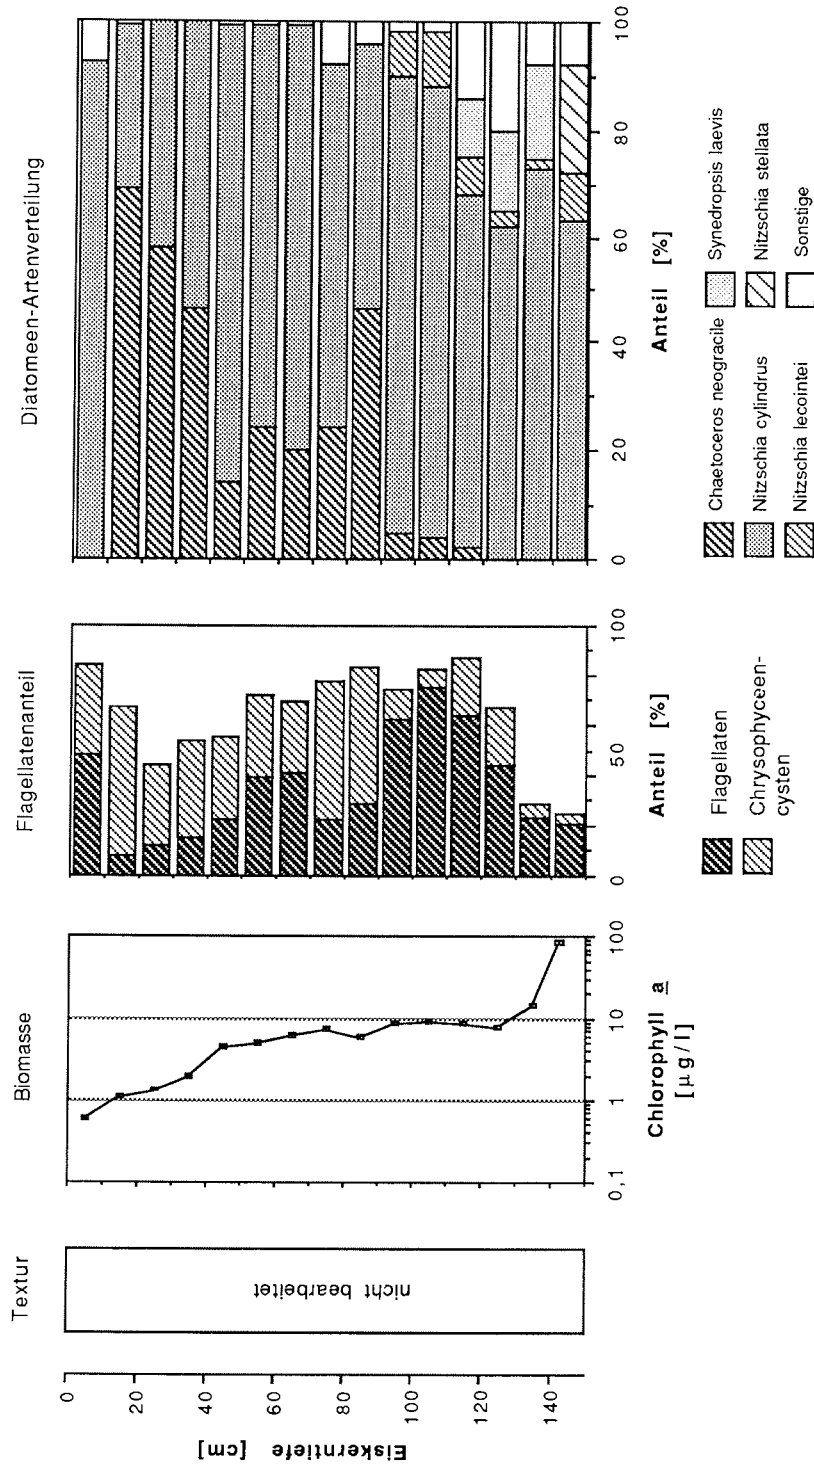 Textur
Biomasse
Flagellatenanteil
Diatomeen-Artenverteilung
Eiskerntiefe [cm]
0
20
40
60
80
100
120
140
nicht bearbeitet
0,1
1
10
100
Chlorophyll a
[µg/l]
0
50
100
Anteil [%]
Flagellaten
Chrysophyceen-
cysten
0
20
40
60
80
100
Anteil [%]
Chaetoceros neogracile
Nitzschia cylindrus
Nitzschia lecointei
Synedropsis laevis
Nitzschia stellata
Sonstige